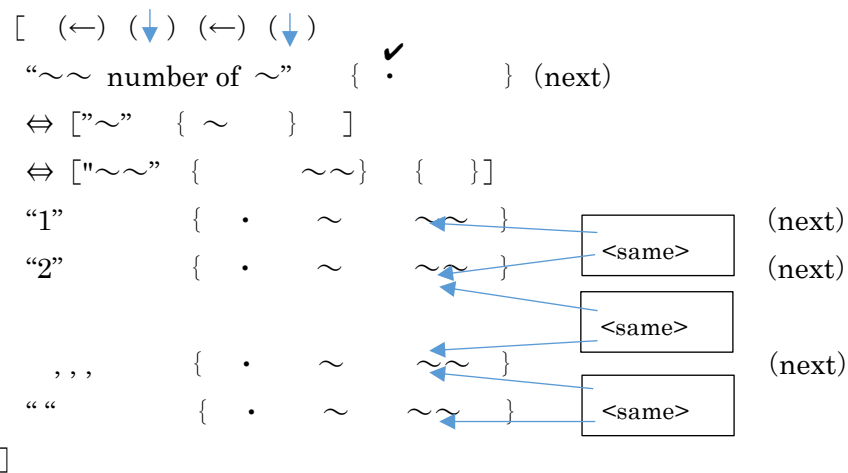 [ (←) (↓) (←) (↓)
✔
“～～ number of ～” { ・ } (next)
⇔ [”～” { ～ } ]
⇔ ["～～” { ～～} { }]
“1” { ・ ～ ～～ } (next)
<same>
“2” { ・ ～ ～～ } (next)
<same>
, , , { ・ ～ ～～ } (next)
“ “ { ・ ～ ～～ } <same>
]